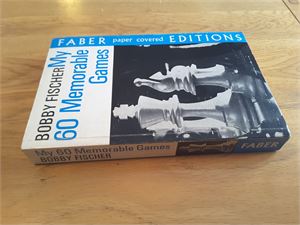 FABER paper covered EDITIONS
BOBBY FISCHER
My
60 Memorable
Games
My 60 Memorable Games
BOBBY FISCHER
FABER